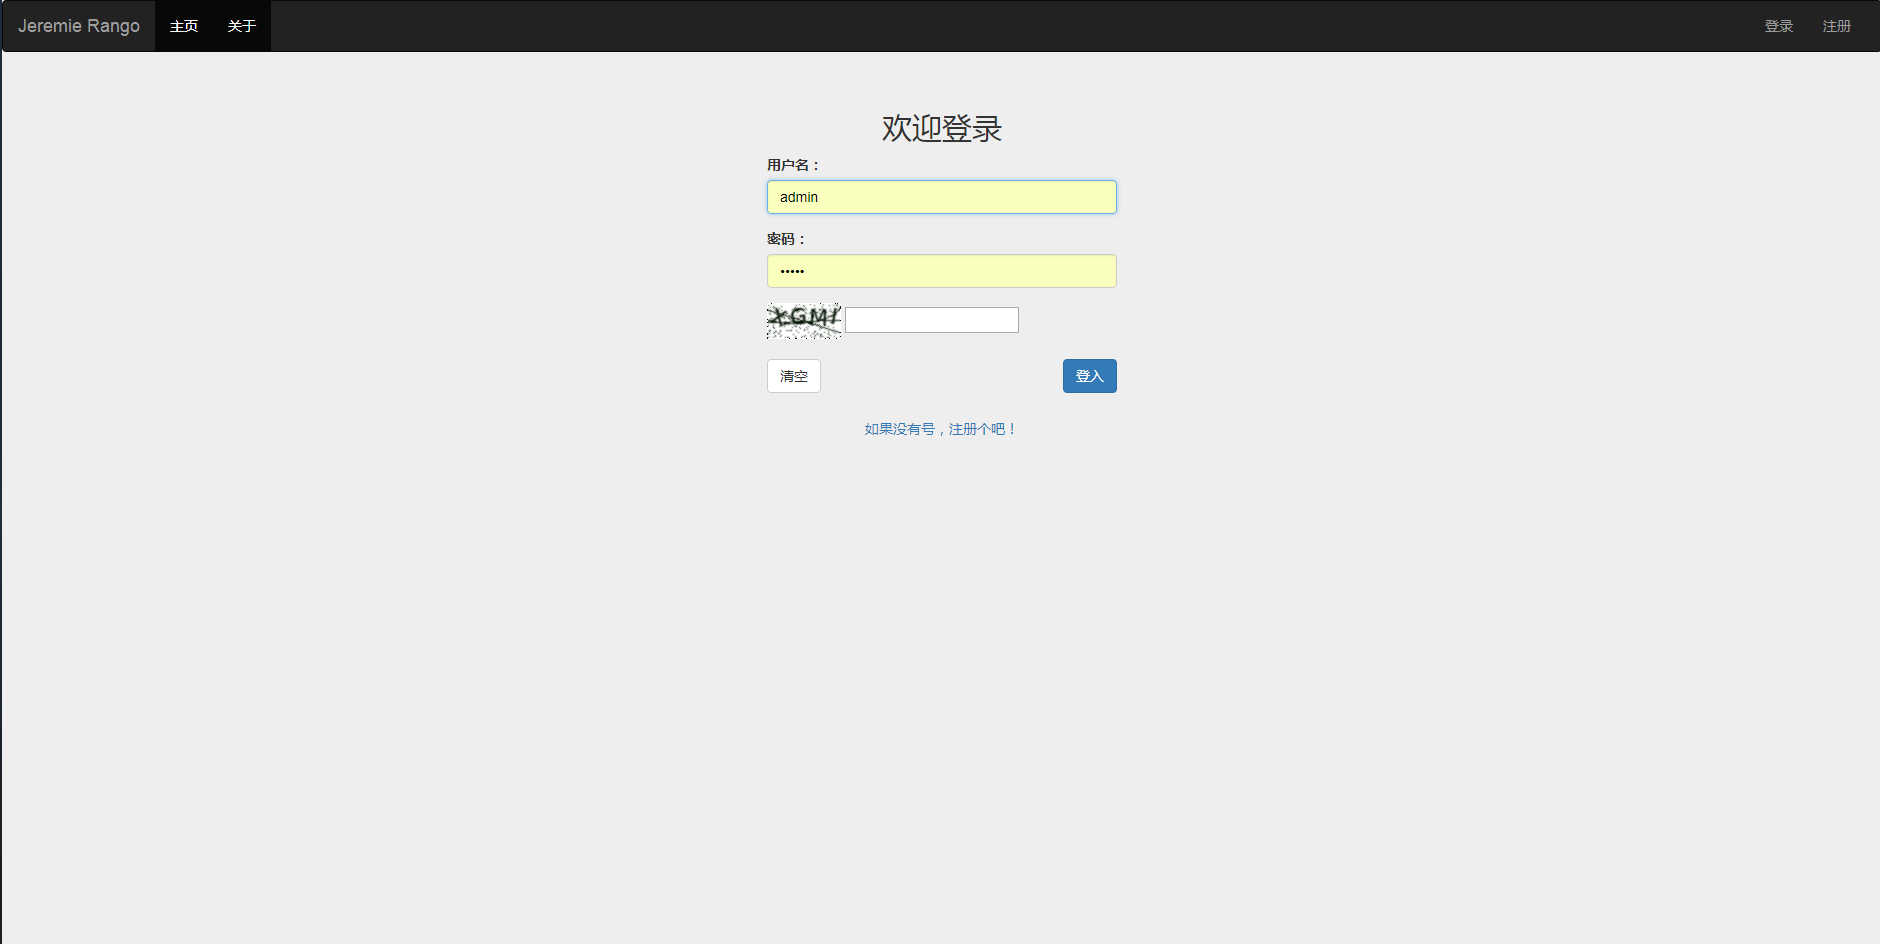 Jeremie Rango 主页 关于 登录 注册
欢迎登录
用户名：
admin
密码：
•••••
清空 登入
如果没有号，注册个吧！